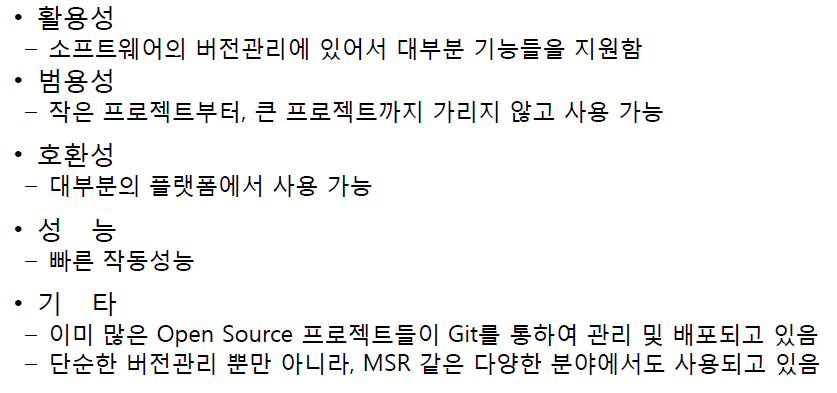 • 활용성
– 소프트웨어의 버전관리에 있어서 대부분 기능들을 지원함
• 범용성
– 작은 프로젝트부터, 큰 프로젝트까지 가리지 않고 사용 가능
• 호환성
– 대부분의 플랫폼에서 사용 가능
• 성 능
– 빠른 작동성능
• 기 타
– 이미 많은 Open Source 프로젝트들이 Git를 통하여 관리 및 배포되고 있음
– 단순한 버전관리 뿐만 아니라, MSR 같은 다양한 분야에서도 사용되고 있음